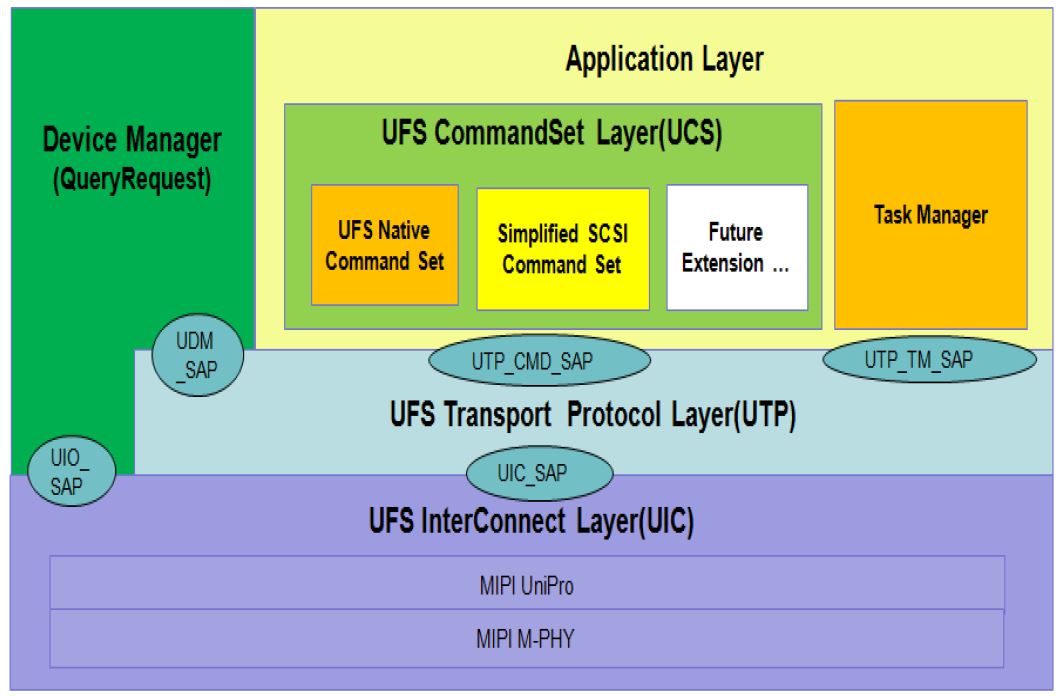 Application Layer
Device Manager
(QueryRequest)
UFS CommandSet Layer(UCS)
UFS Native
Command Set
Simplified SCSI
Command Set
Future
Extension ...
Task Manager
UDM
_SAP
UTP_CMD_SAP
UTP_TM_SAP
UFS Transport Protocol Layer(UTP)
UIO_
SAP
UIC_SAP
UFS InterConnect Layer(UIC)
MIPI UniPro
MIPI M-PHY